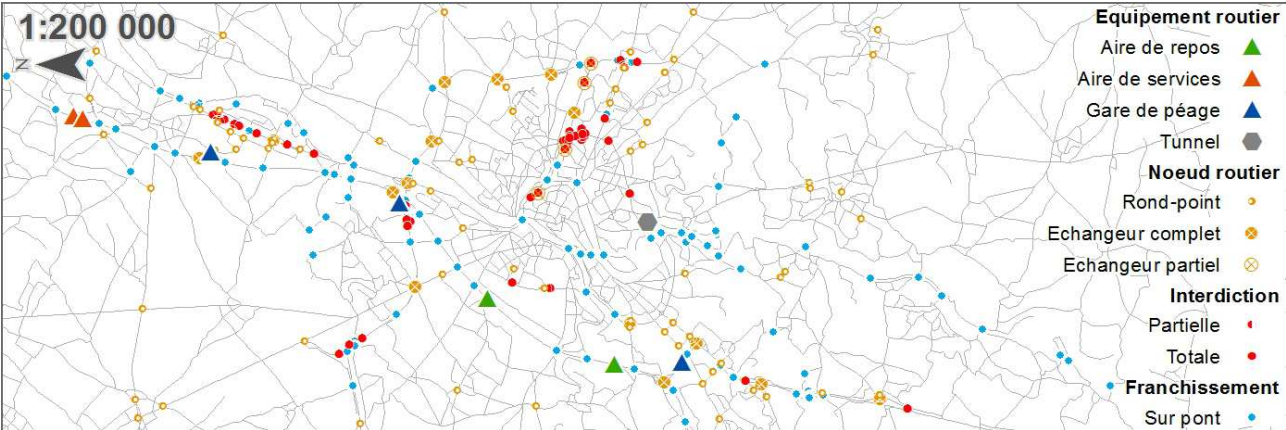 1:200 000
N
Equipement routier
Aire de repos
Aire de services
Gare de péage
Tunnel
Noeud routier
Rond-point
Echangeur complet
Echangeur partiel
Interdiction
Partielle
Totale
Franchissement
Sur pont